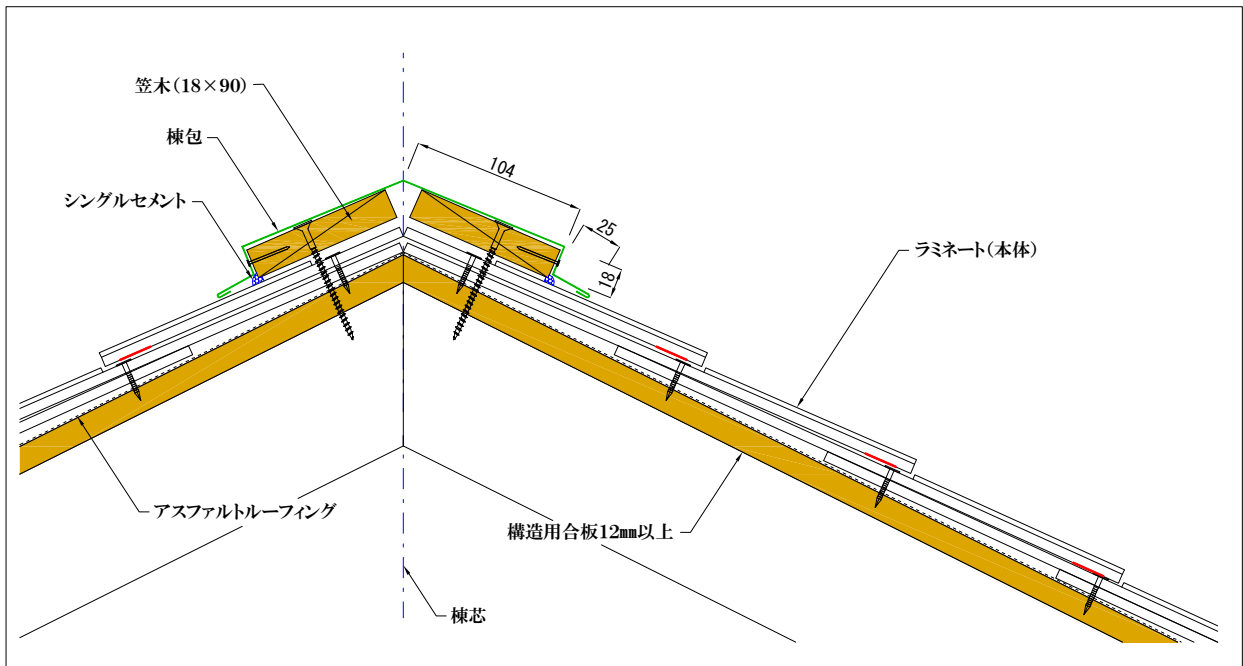 笠木(18×90)
棟包
シングルセメント
104
25
18
ラミネート(本体)
アスファルトルーフィング
構造用合板12㎜以上
棟芯